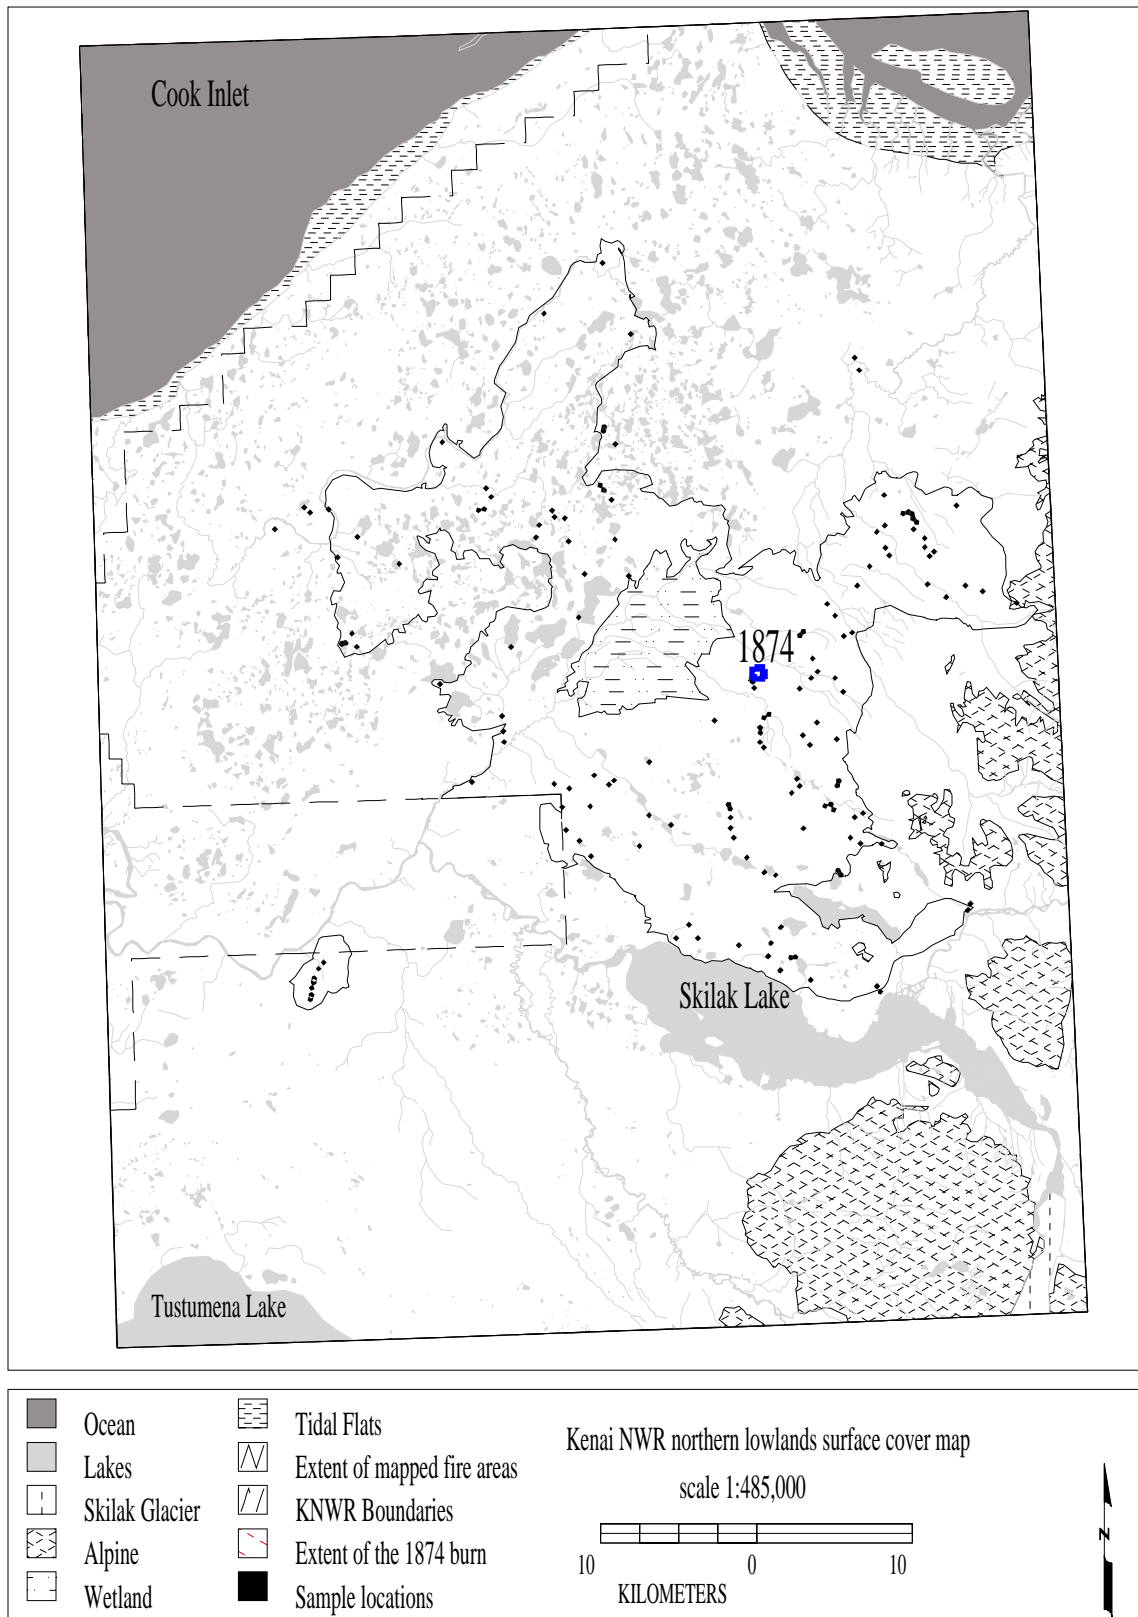 Cook Inlet
1874
Skilak Lake
Tustumena Lake
Ocean
Lakes
Skilak Glacier
Alpine
Wetland
Tidal Flats
Extent of mapped fire areas
KNWR Boundaries
Extent of the 1874 burn
Sample locations
Kenai NWR northern lowlands surface cover map
scale 1:485,000
10 0 10
KILOMETERS
N